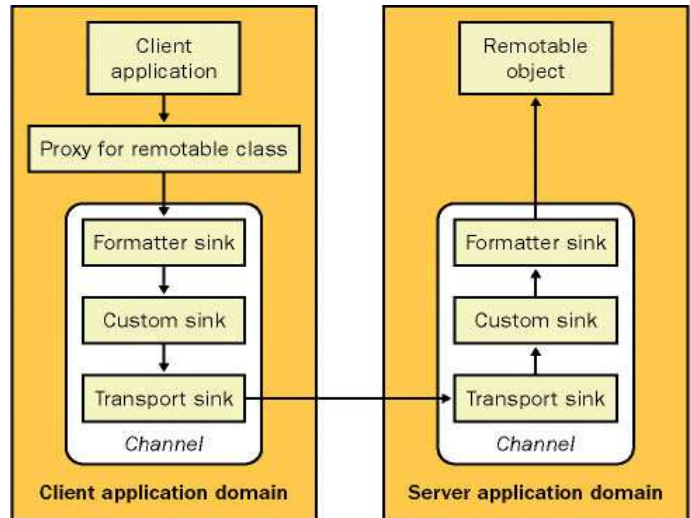 Client
application
Proxy for remotable class
Formatter sink
Custom sink
Transport sink
Channel
Client application domain
Remotable
object
Formatter sink
Custom sink
Transport sink
Channel
Server application domain